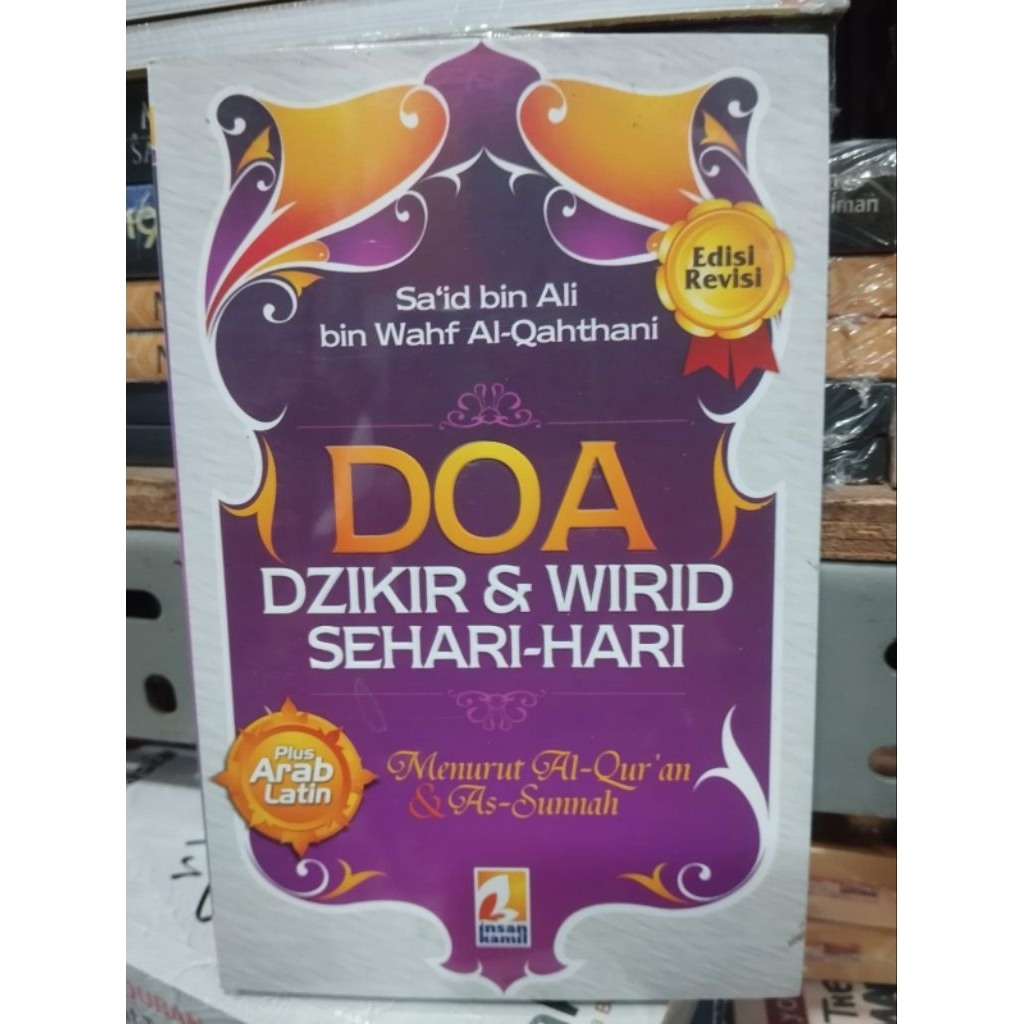 Edisi
Revisi
Sa'id bin Ali
bin Wahf Al-Qahthani
DOA
DZIKIR & WIRID
SEHARI-HARI
Plus
Arab
Latin
Menurut Al-Qur'an
& As-Sunnah
insan
kamil
THE